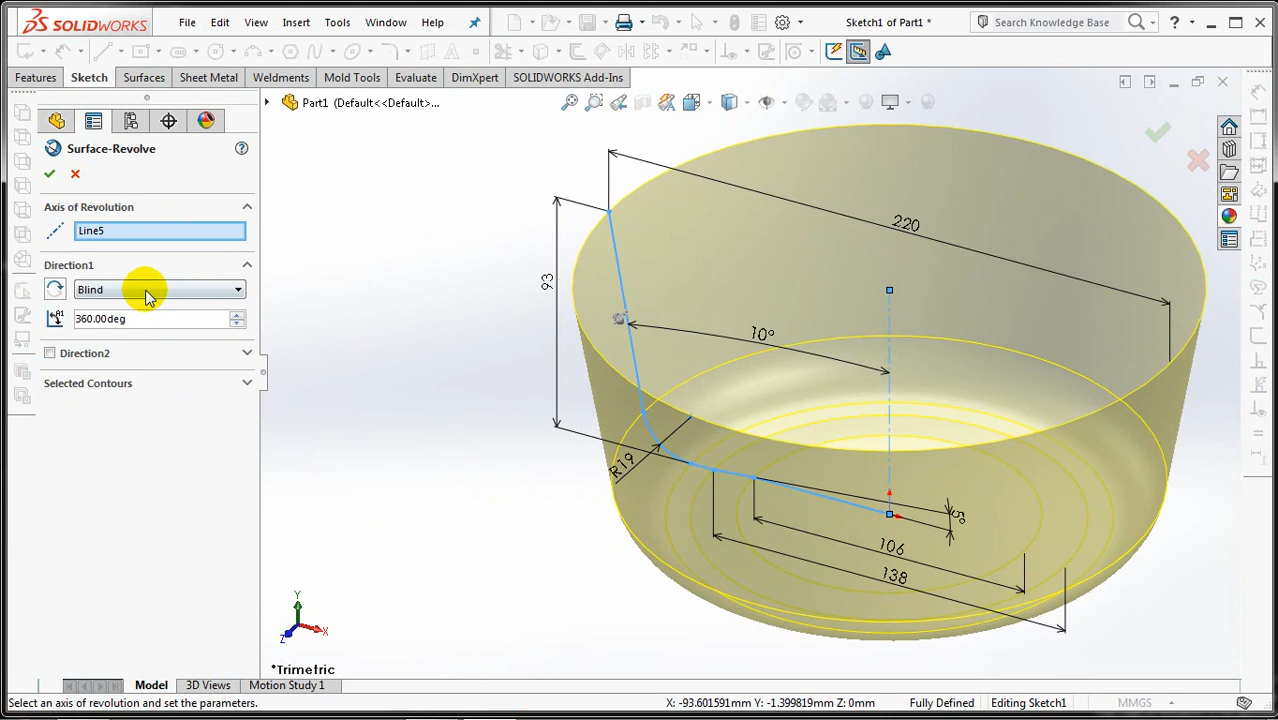 SOLIDWORKS
File Edit View Insert Tools Window Help
Sketch1 of Part1 *
Search Knowledge Base
?
Features Sketch Surfaces Sheet Metal Weldments Mold Tools Evaluate DimXpert SOLIDWORKS Add-Ins
Part1 (Default<<Default>...
Surface-Revolve
?
Axis of Revolution
Line5
Direction1
Blind
360.00deg
Direction2
Selected Contours
220
93
10°
R19
5°
106
138
Y
X
Z
*Trimetric
Model 3D Views Motion Study 1
Select an axis of revolution and set the parameters.
X: -93.601591mm Y: -1.399819mm Z: 0mm
Fully Defined
Editing Sketch1
MMGS